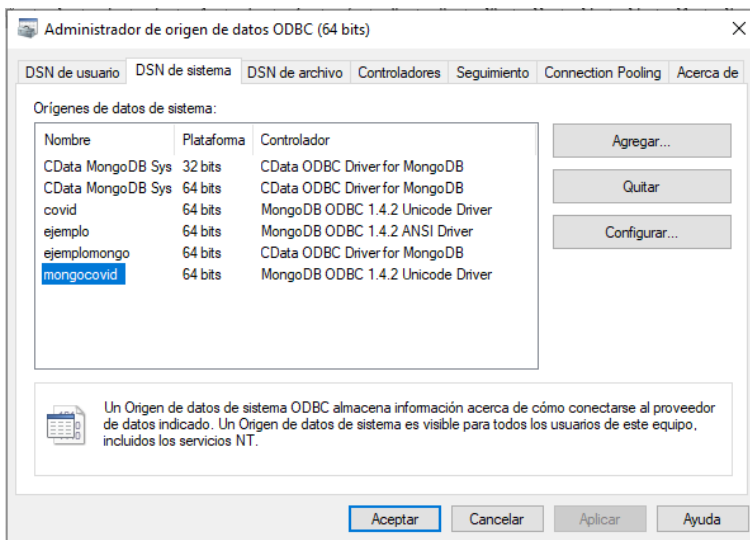 Administrador de origen de datos ODBC (64 bits)
DSN de usuario DSN de sistema DSN de archivo Controladores Seguimiento Connection Pooling Acerca de
Orígenes de datos de sistema:
Nombre Plataforma Controlador
CData MongoDB Sys 32 bits CData ODBC Driver for MongoDB
CData MongoDB Sys 64 bits CData ODBC Driver for MongoDB
covid 64 bits MongoDB ODBC 1.4.2 Unicode Driver
ejemplo 64 bits MongoDB ODBC 1.4.2 ANSI Driver
ejemplomongo 64 bits CData ODBC Driver for MongoDB
mongocovid 64 bits MongoDB ODBC 1.4.2 Unicode Driver
Agregar...
Quitar
Configurar...
Un Origen de datos de sistema ODBC almacena información acerca de cómo conectarse al proveedor
de datos indicado. Un Origen de datos de sistema es visible para todos los usuarios de este equipo,
incluidos los servicios NT.
Aceptar Cancelar Aplicar Ayuda